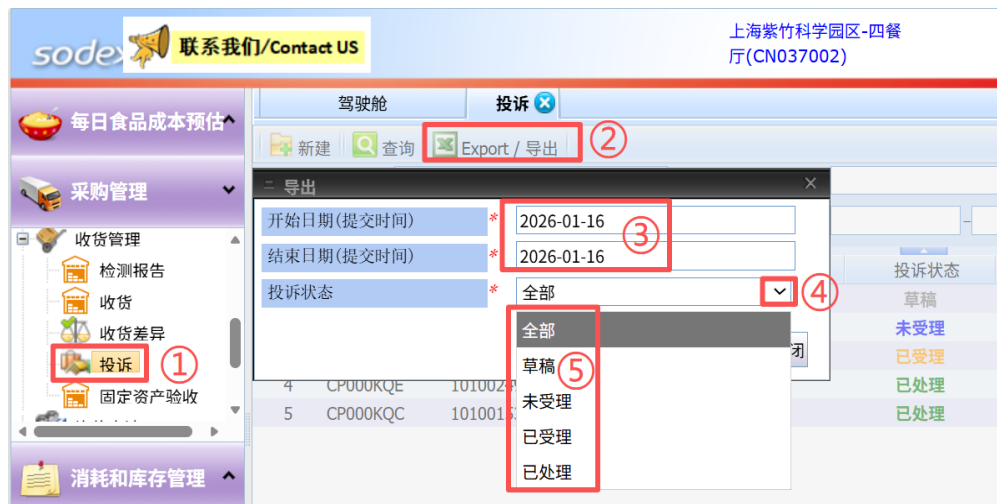 sodex
联系我们/Contact US
上海紫竹科学园区-四餐
厅(CN037002)
每日食品成本预估
采购管理
收货管理
检测报告
收货
收货差异
投诉
①
固定资产验收
消耗和库存管理
驾驶舱
投诉
新建
查询
Export / 导出
②
导出
开始日期(提交时间)
*
2026-01-16
③
结束日期(提交时间)
*
2026-01-16
投诉状态
*
全部
④
全部
草稿
⑤
未受理
已受理
已处理
闭
投诉状态
草稿
未受理
已受理
4 CP000KQE 1010024 已处理
5 CP000KQC 1010015 已处理